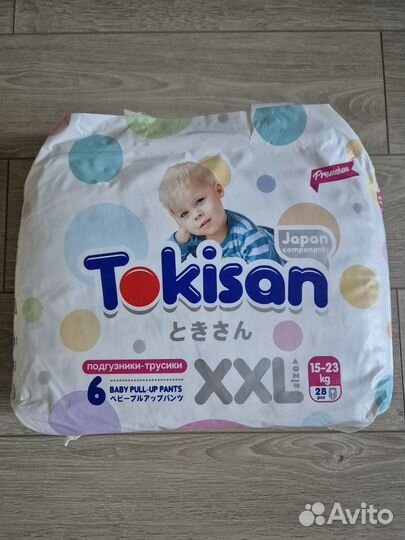 Premium
Japan
components
Tokisan
ときさん
подгузники-трусики
6 BABY PULL-UP PANTS
ベビープルアップパンツ
XXL
15-23
kg
28
pcs
Avito